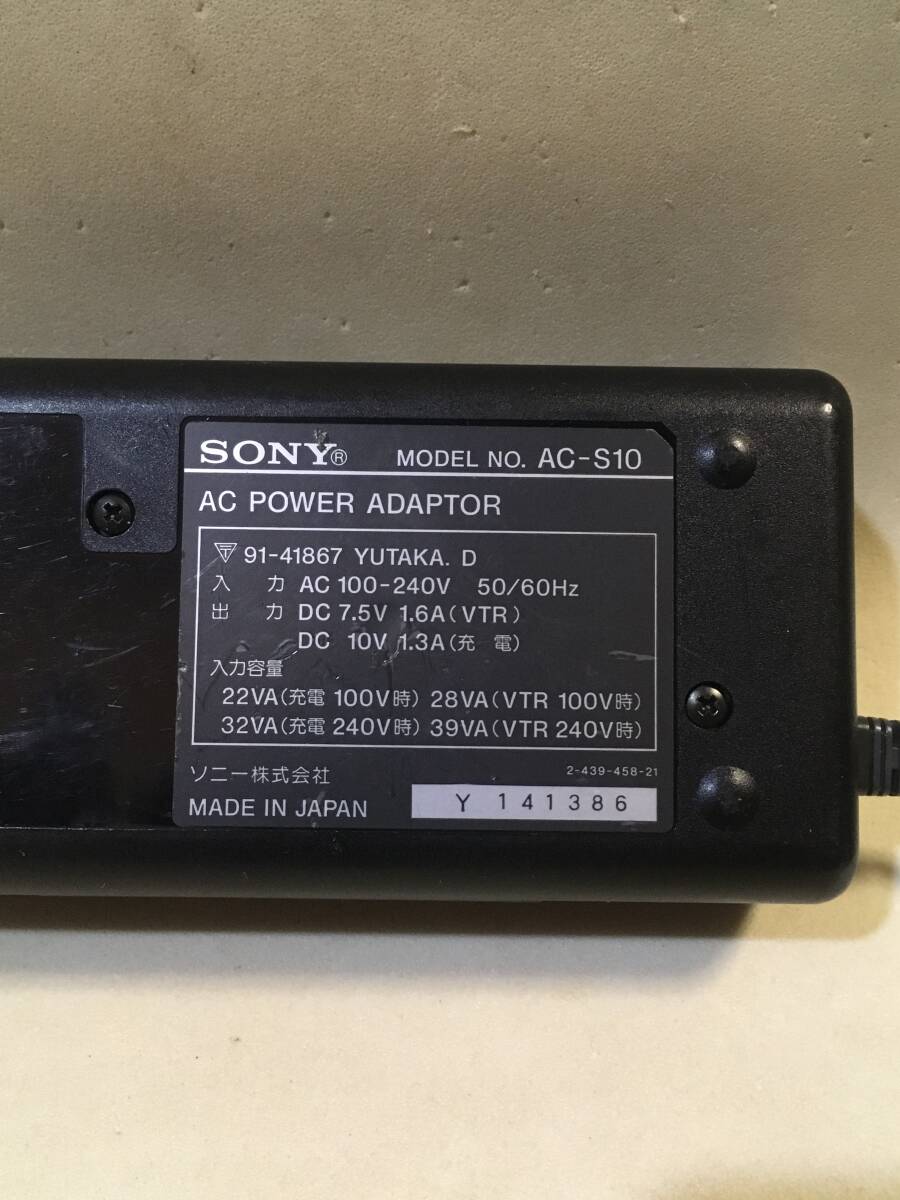 SONY® MODEL NO. AC-S10
AC POWER ADAPTOR
〒 91-41867 YUTAKA. D
入力 AC 100-240V 50/60Hz
出力 DC 7.5V 1.6A(VTR)
DC 10V 1.3A(充電)
入力容量
22VA(充電 100V時) 28VA(VTR 100V時)
32VA(充電 240V時) 39VA(VTR 240V時)
ソニー株式会社 2-439-458-21
MADE IN JAPAN Y 141386